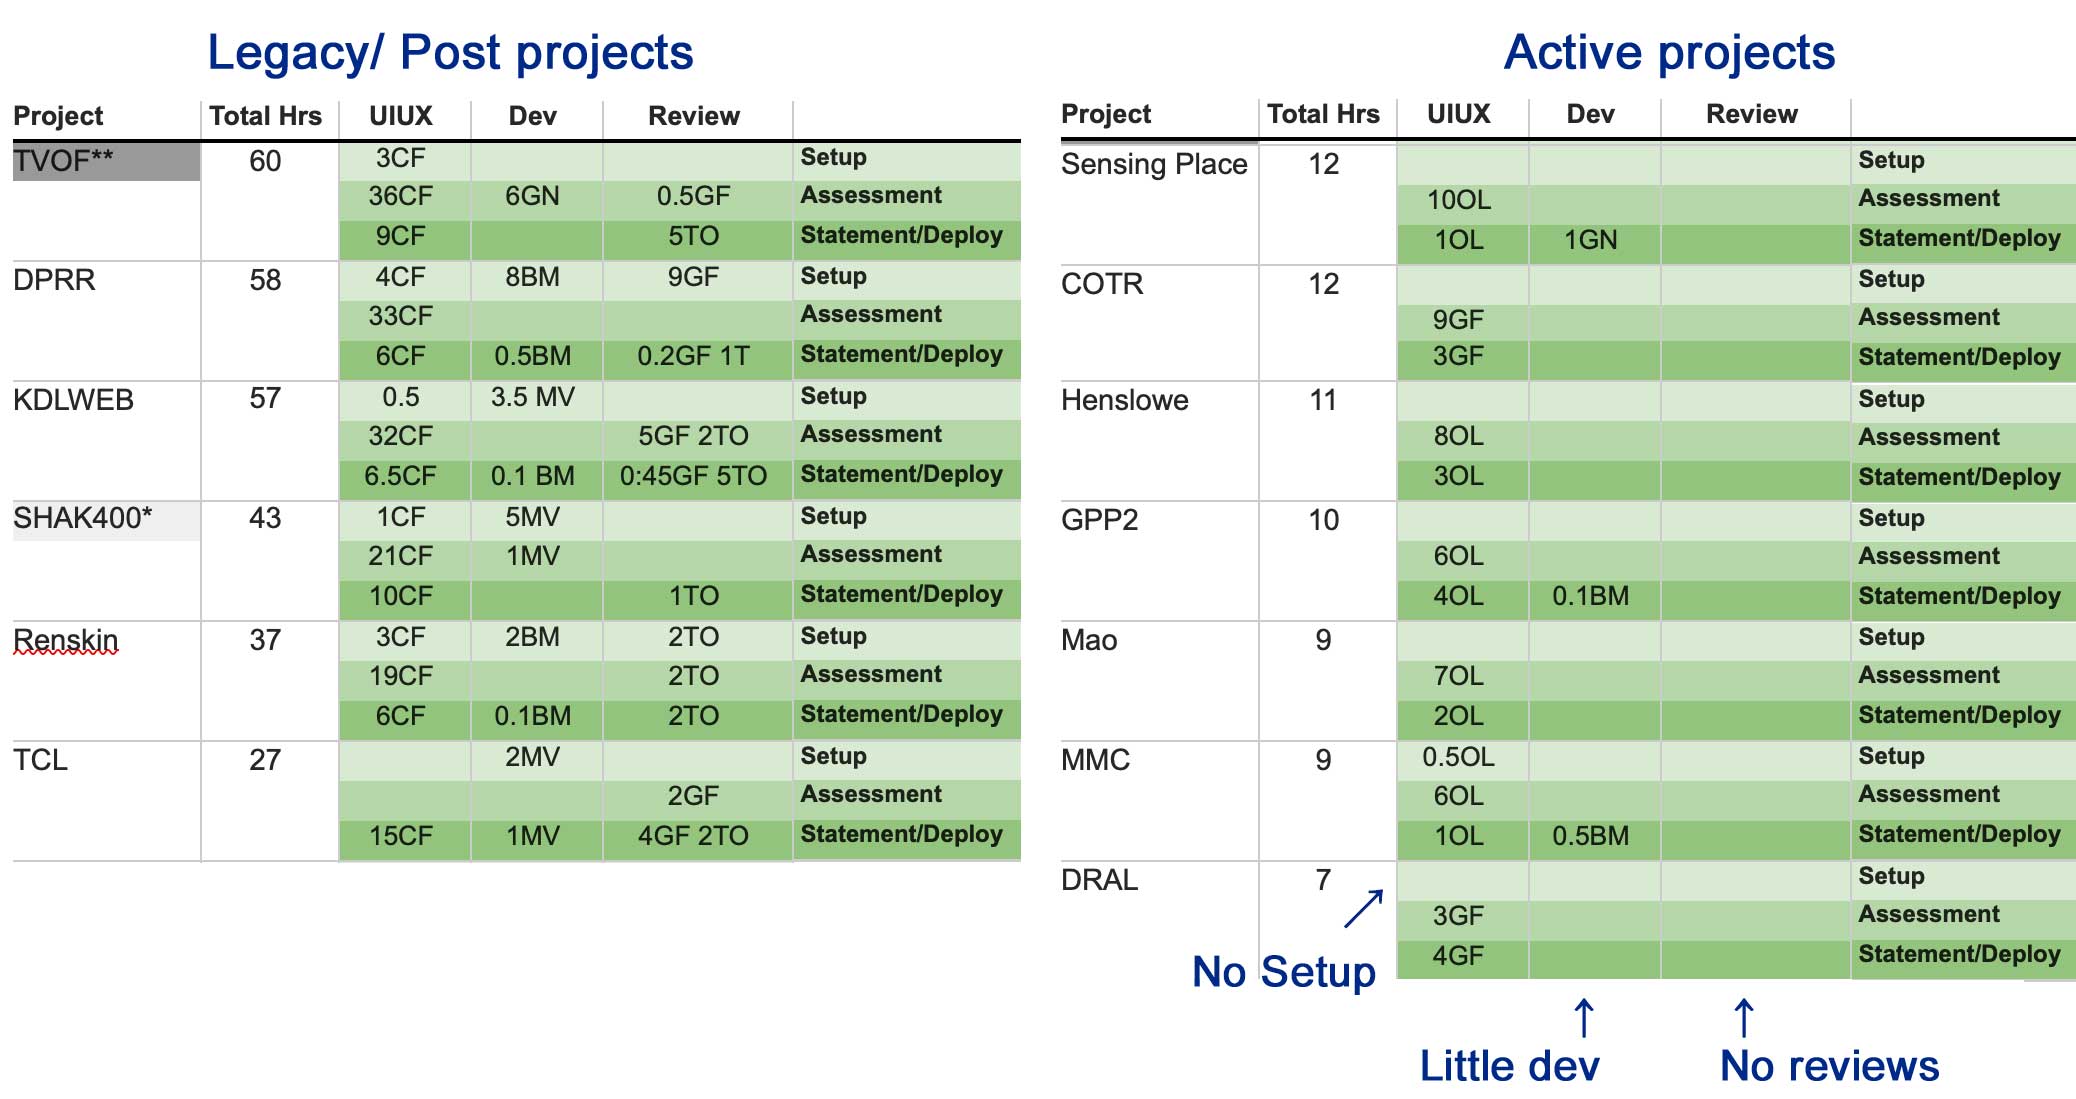 Legacy/ Post projects
Project Total Hrs UIUX Dev Review
TVOF** 60 3CF Setup
36CF 6GN 0.5GF Assessment
9CF 5TO Statement/Deploy
DPRR 58 4CF 8BM 9GF Setup
33CF Assessment
6CF 0.5BM 0.2GF 1T Statement/Deploy
KDLWEB 57 0.5 3.5 MV Setup
32CF 5GF 2TO Assessment
6.5CF 0.1 BM 0:45GF 5TO Statement/Deploy
SHAK400* 43 1CF 5MV Setup
21CF 1MV Assessment
10CF 1TO Statement/Deploy
Renskin 37 3CF 2BM 2TO Setup
19CF 2TO Assessment
6CF 0.1BM 2TO Statement/Deploy
TCL 27 2MV Setup
2GF Assessment
15CF 1MV 4GF 2TO Statement/Deploy
Active projects
Project Total Hrs UIUX Dev Review
Sensing Place 12 Setup
10OL Assessment
1OL 1GN Statement/Deploy
COTR 12 Setup
9GF Assessment
3GF Statement/Deploy
Henslowe 11 Setup
8OL Assessment
3OL Statement/Deploy
GPP2 10 Setup
6OL Assessment
4OL 0.1BM Statement/Deploy
Mao 9 Setup
7OL Assessment
2OL Statement/Deploy
MMC 9 0.5OL Setup
6OL Assessment
1OL 0.5BM Statement/Deploy
DRAL 7 Setup
3GF Assessment
4GF Statement/Deploy
No Setup
Little dev
No reviews